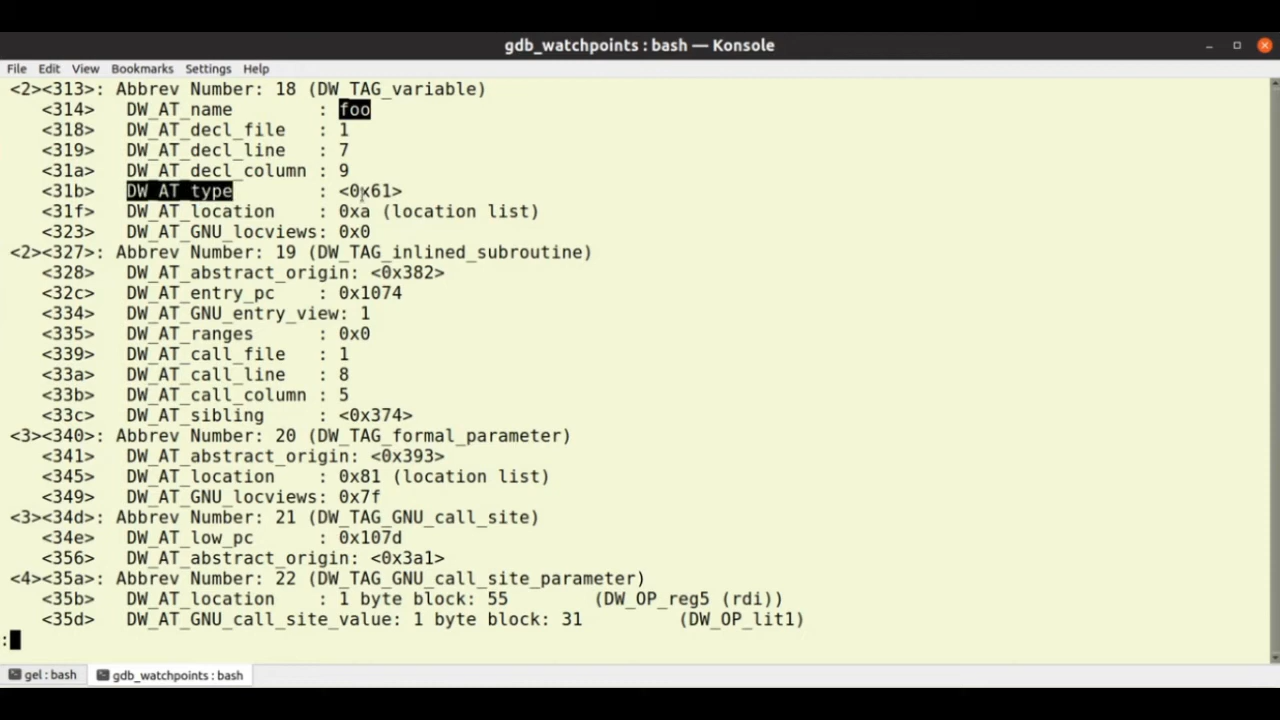 gdb_watchpoints : bash — Konsole
File Edit View Bookmarks Settings Help
<2><313>: Abbrev Number: 18 (DW_TAG_variable)
<314> DW_AT_name : foo
<318> DW_AT_decl_file : 1
<319> DW_AT_decl_line : 7
<31a> DW_AT_decl_column : 9
<31b> DW_AT_type : <0x61>
<31f> DW_AT_location : 0xa (location list)
<323> DW_AT_GNU_locviews: 0x0
<2><327>: Abbrev Number: 19 (DW_TAG_inlined_subroutine)
<328> DW_AT_abstract_origin: <0x382>
<32c> DW_AT_entry_pc : 0x1074
<334> DW_AT_GNU_entry_view: 1
<335> DW_AT_ranges : 0x0
<339> DW_AT_call_file : 1
<33a> DW_AT_call_line : 8
<33b> DW_AT_call_column : 5
<33c> DW_AT_sibling : <0x374>
<3><340>: Abbrev Number: 20 (DW_TAG_formal_parameter)
<341> DW_AT_abstract_origin: <0x393>
<345> DW_AT_location : 0x81 (location list)
<349> DW_AT_GNU_locviews: 0x7f
<3><34d>: Abbrev Number: 21 (DW_TAG_GNU_call_site)
<34e> DW_AT_low_pc : 0x107d
<356> DW_AT_abstract_origin: <0x3a1>
<4><35a>: Abbrev Number: 22 (DW_TAG_GNU_call_site_parameter)
<35b> DW_AT_location : 1 byte block: 55 (DW_OP_reg5 (rdi))
<35d> DW_AT_GNU_call_site_value: 1 byte block: 31 (DW_OP_lit1)
:
gel : bash gdb_watchpoints : bash